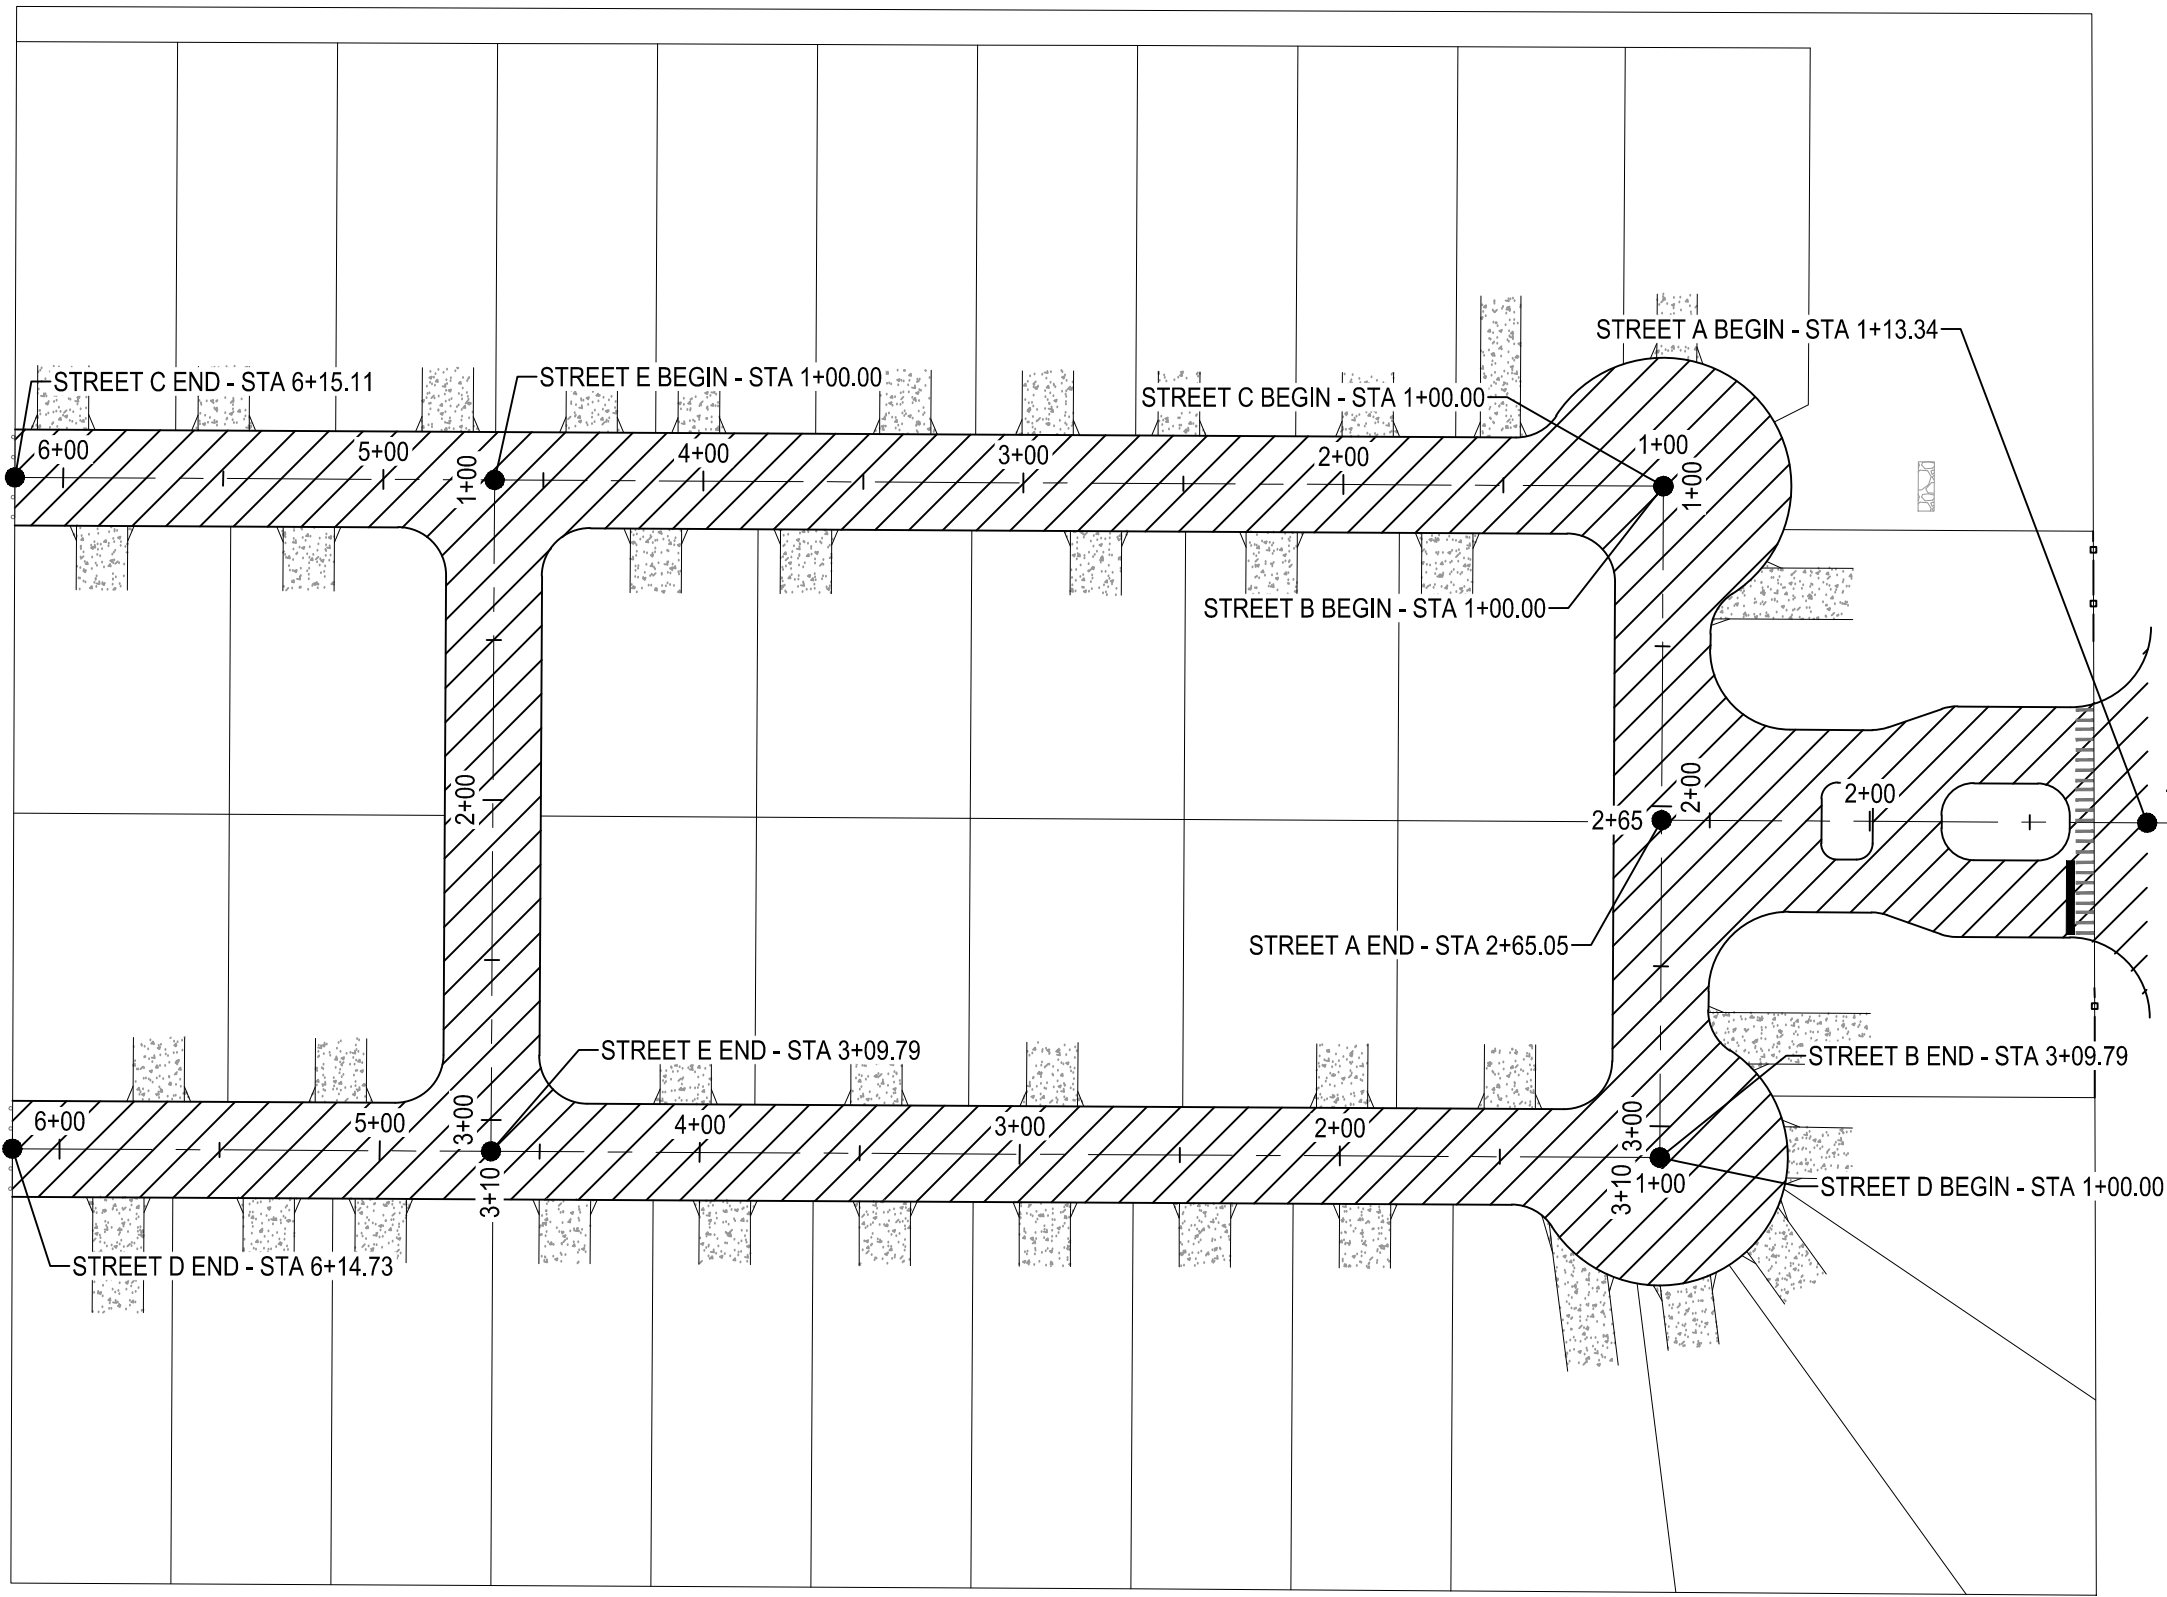 STREET A BEGIN - STA 1+13.34
STREET C END - STA 6+15.11
STREET E BEGIN - STA 1+00.00
STREET C BEGIN - STA 1+00.00
6+00
5+00
4+00
3+00
2+00
1+00
1+00
1+00
STREET B BEGIN - STA 1+00.00
2+00
2+00
2+00
2+65
STREET A END - STA 2+65.05
STREET E END - STA 3+09.79
STREET B END - STA 3+09.79
6+00
5+00
3+00
4+00
3+00
2+00
3+00
3+10
3+10
1+00
STREET D BEGIN - STA 1+00.00
STREET D END - STA 6+14.73